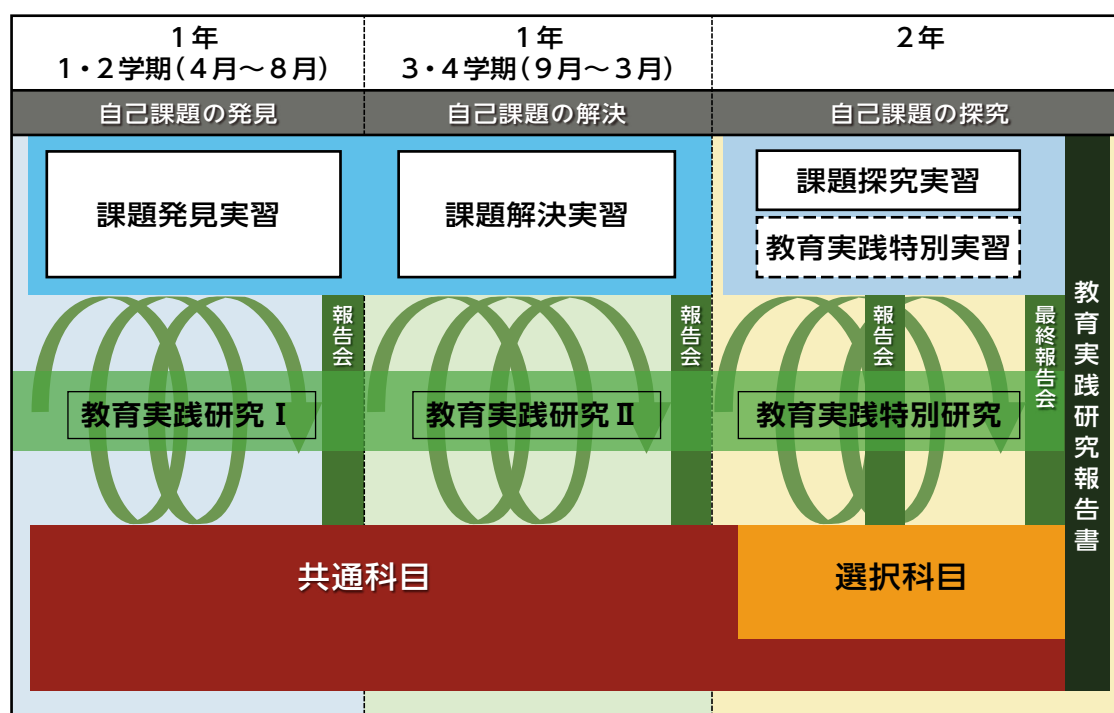 1年
1・2学期(4月～8月)
1年
3・4学期(9月～3月)
2年
自己課題の発見
自己課題の解決
自己課題の探究
課題発見実習
課題解決実習
課題探究実習
教育実践特別実習
報告会
報告会
報告会
最終報告会
教育実践研究報告書
教育実践研究Ⅰ
教育実践研究Ⅱ
教育実践特別研究
共通科目
選択科目